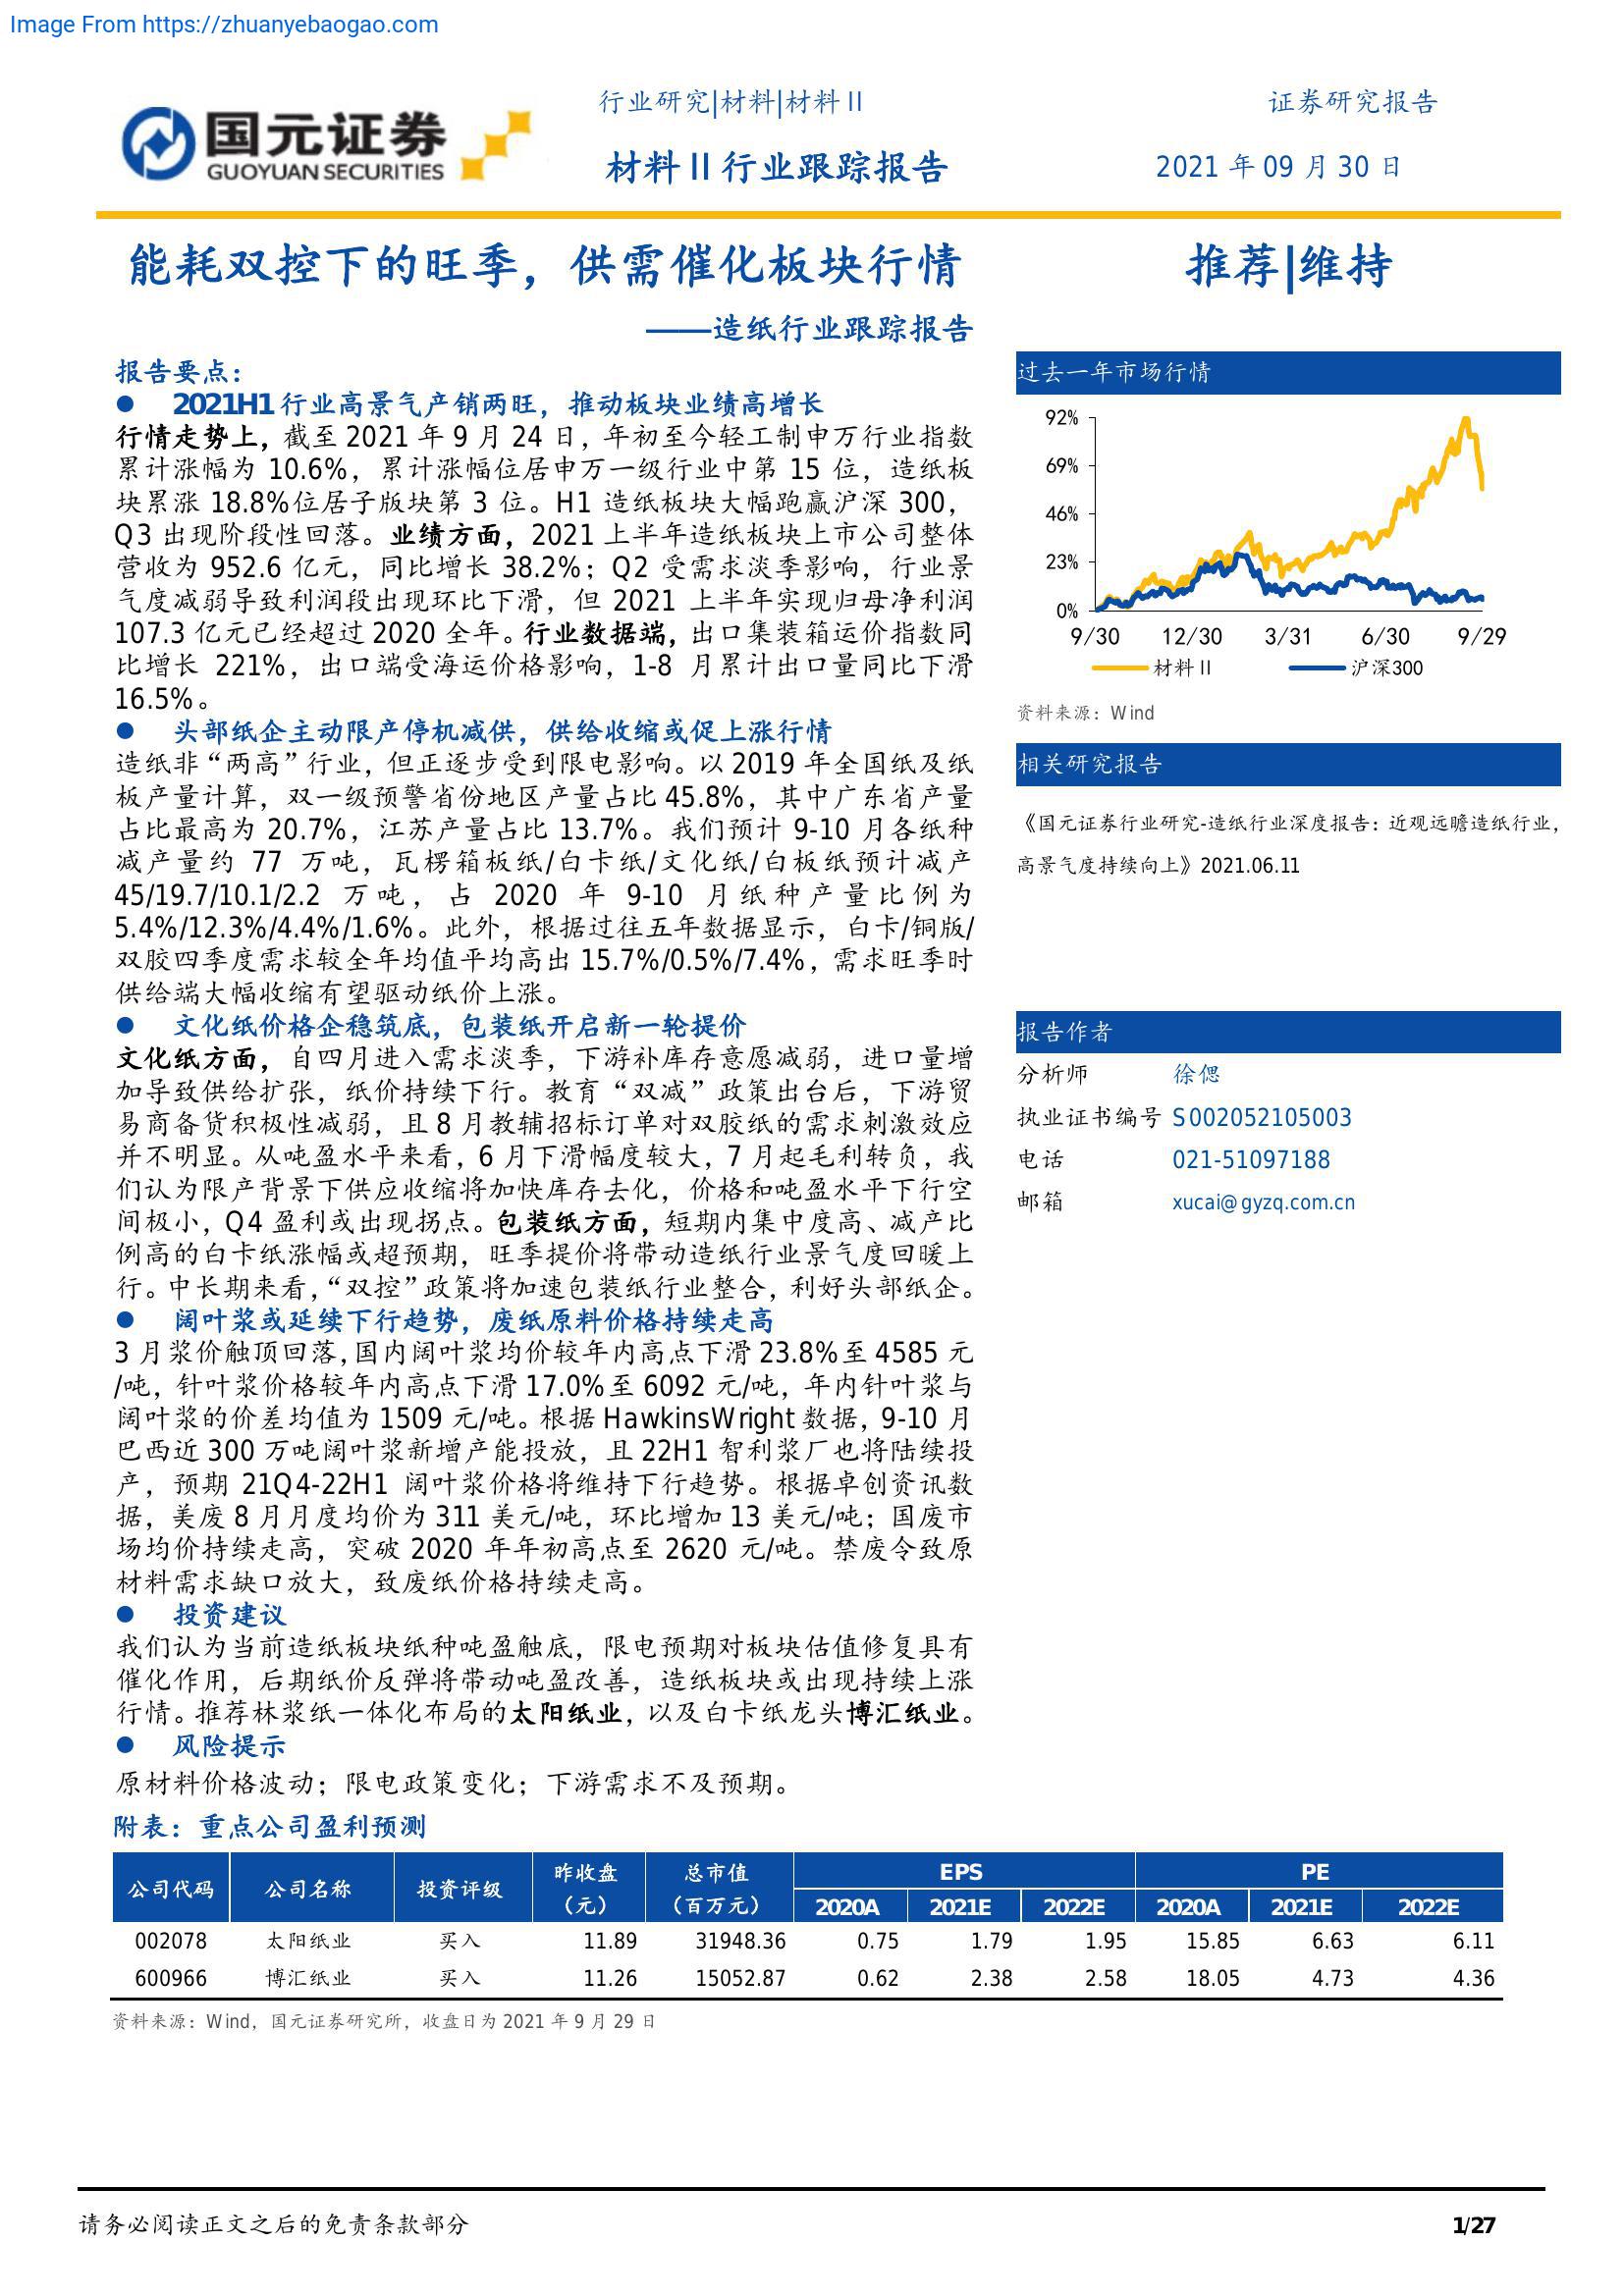 Image From https://zhuanyebaogao.com
国元证券
GUOYUAN SECURITIES
行业研究|材料|材料Ⅱ
证券研究报告
材料Ⅱ行业跟踪报告
2021 年 09 月 30 日
能耗双控下的旺季，供需催化板块行情
推荐|维持
——造纸行业跟踪报告
报告要点：
● 2021H1 行业高景气产销两旺，推动板块业绩高增长
行情走势上，截至 2021 年 9 月 24 日，年初至今轻工制申万行业指数
累计涨幅为 10.6%，累计涨幅位居申万一级行业中第 15 位，造纸板
块累涨 18.8%位居子版块第 3 位。H1 造纸板块大幅跑赢沪深 300，
Q3 出现阶段性回落。业绩方面，2021 上半年造纸板块上市公司整体
营收为 952.6 亿元，同比增长 38.2%；Q2 受需求淡季影响，行业景
气度减弱导致利润段出现环比下滑，但 2021 上半年实现归母净利润
107.3 亿元已经超过 2020 全年。行业数据端，出口集装箱运价指数同
比增长 221%，出口端受海运价格影响，1-8 月累计出口量同比下滑
16.5%。
● 头部纸企主动限产停机减供，供给收缩或促上涨行情
造纸非“两高”行业，但正逐步受到限电影响。以 2019 年全国纸及纸
板产量计算，双一级预警省份地区产量占比 45.8%，其中广东省产量
占比最高为 20.7%，江苏产量占比 13.7%。我们预计 9-10 月各纸种
减产量约 77 万吨，瓦楞箱板纸/白卡纸/文化纸/白板纸预计减产
45/19.7/10.1/2.2 万吨，占 2020 年 9-10 月纸种产量比例为
5.4%/12.3%/4.4%/1.6%。此外，根据过往五年数据显示，白卡/铜版/
双胶四季度需求较全年均值平均高出 15.7%/0.5%/7.4%，需求旺季时
供给端大幅收缩有望驱动纸价上涨。
● 文化纸价格企稳筑底，包装纸开启新一轮提价
文化纸方面，自四月进入需求淡季，下游补库存意愿减弱，进口量增
加导致供给扩张，纸价持续下行。教育“双减”政策出台后，下游贸
易商备货积极性减弱，且 8 月教辅招标订单对双胶纸的需求刺激效应
并不明显。从吨盈水平来看，6 月下滑幅度较大，7 月起毛利转负，我
们认为限产背景下供应收缩将加快库存去化，价格和吨盈水平下行空
间极小，Q4 盈利或出现拐点。包装纸方面，短期内集中度高、减产比
例高的白卡纸涨幅或超预期，旺季提价将带动造纸行业景气度回暖上
行。中长期来看，“双控”政策将加速包装纸行业整合，利好头部纸企。
● 阔叶浆或延续下行趋势，废纸原料价格持续走高
3 月浆价触顶回落，国内阔叶浆均价较年内高点下滑 23.8%至 4585 元
/吨，针叶浆价格较年内高点下滑 17.0%至 6092 元/吨，年内针叶浆与
阔叶浆的价差均值为 1509 元/吨。根据 HawkinsWright 数据，9-10 月
巴西近 300 万吨阔叶浆新增产能投放，且 22H1 智利浆厂也将陆续投
产，预期 21Q4-22H1 阔叶浆价格将维持下行趋势。根据卓创资讯数
据，美废 8 月月度均价为 311 美元/吨，环比增加 13 美元/吨；国废市
场均价持续走高，突破 2020 年年初高点至 2620 元/吨。禁废令致原
材料需求缺口放大，致废纸价格持续走高。
● 投资建议
我们认为当前造纸板块纸种吨盈触底，限电预期对板块估值修复具有
催化作用，后期纸价反弹将带动吨盈改善，造纸板块或出现持续上涨
行情。推荐林浆纸一体化布局的太阳纸业，以及白卡纸龙头博汇纸业。
● 风险提示
原材料价格波动；限电政策变化；下游需求不及预期。
过去一年市场行情
92%
69%
46%
23%
0%
9/30 12/30 3/31 6/30 9/29
材料Ⅱ 沪深300
资料来源：Wind
相关研究报告
《国元证券行业研究-造纸行业深度报告：近观远瞻造纸行业，
高景气度持续向上》2021.06.11
报告作者
分析师 徐偲
执业证书编号 S002052105003
电话 021-51097188
邮箱 xucai@gyzq.com.cn
附表：重点公司盈利预测
公司代码 公司名称 投资评级 昨收盘（元） 总市值（百万元） EPS PE
2020A 2021E 2022E 2020A 2021E 2022E
002078 太阳纸业 买入 11.89 31948.36 0.75 1.79 1.95 15.85 6.63 6.11
600966 博汇纸业 买入 11.26 15052.87 0.62 2.38 2.58 18.05 4.73 4.36
资料来源：Wind，国元证券研究所，收盘日为 2021 年 9 月 29 日
请务必阅读正文之后的免责条款部分
1/27